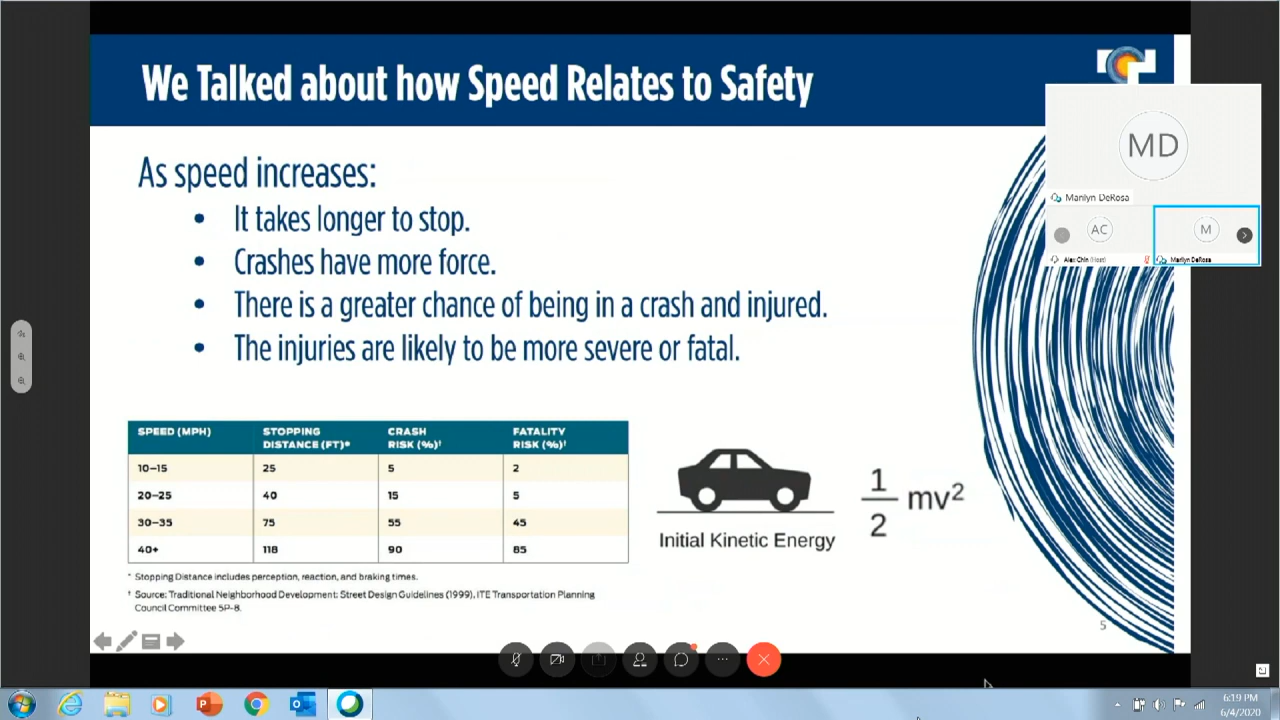 We Talked about how Speed Relates to Safety
MD
Marilyn DeRosa
AC
M
Alex Chin (Host)
Marilyn DeRosa
As speed increases:
• It takes longer to stop.
• Crashes have more force.
• There is a greater chance of being in a crash and injured.
• The injuries are likely to be more severe or fatal.
SPEED (MPH) STOPPING DISTANCE (FT)* CRASH RISK (%)† FATALITY RISK (%)†
10–15 25 5 2
20–25 40 15 5
30–35 75 55 45
40+ 118 90 85
* Stopping Distance includes perception, reaction, and braking times.
† Source: Traditional Neighborhood Development: Street Design Guidelines (1999), ITE Transportation Planning
Council Committee 5P-8.
Initial Kinetic Energy
1/2 mv²
5
6:19 PM
6/4/2020